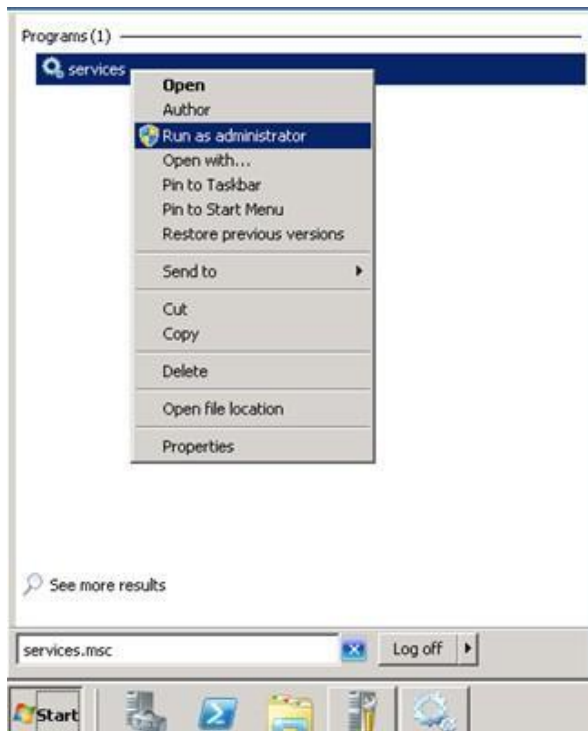 Programs (1)
services
Open
Author
Run as administrator
Open with...
Pin to Taskbar
Pin to Start Menu
Restore previous versions
Send to
Cut
Copy
Delete
Open file location
Properties
See more results
services.msc
Log off
Start